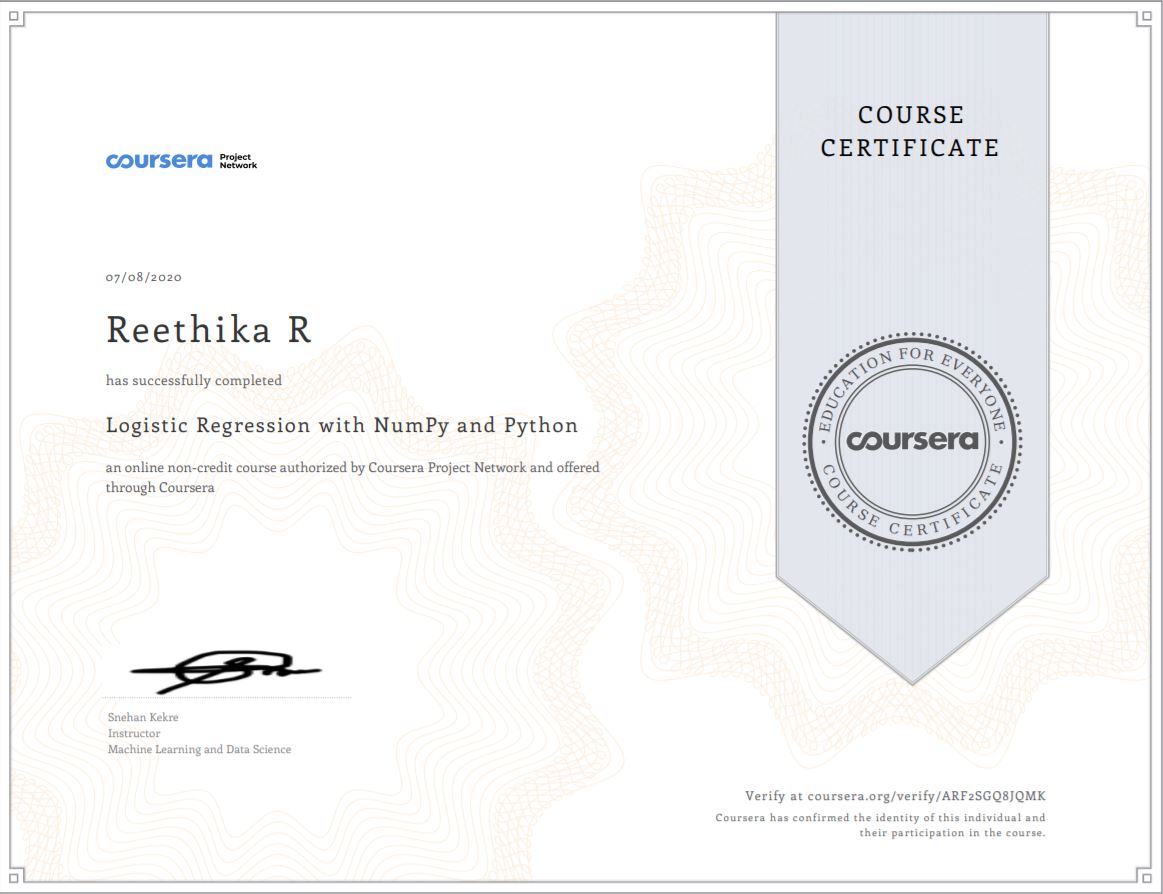 COURSE
CERTIFICATE
coursera Project
Network
07/08/2020
Reethika R
has successfully completed
Logistic Regression with NumPy and Python
an online non-credit course authorized by Coursera Project Network and offered
through Coursera
EDUCATION FOR EVERYONE
coursera
COURSE CERTIFICATE
Snehan Kekre
Instructor
Machine Learning and Data Science
Verify at coursera.org/verify/ARF2SGQ8JQMK
Coursera has confirmed the identity of this individual and
their participation in the course.